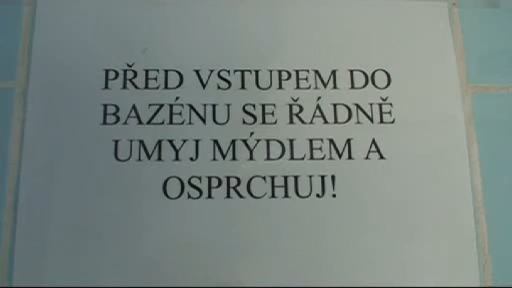 PŘED VSTUPEM DO
BAZÉNU SE ŘÁDNĚ
UMYJ MÝDLEM A
OSPRCHUJ!